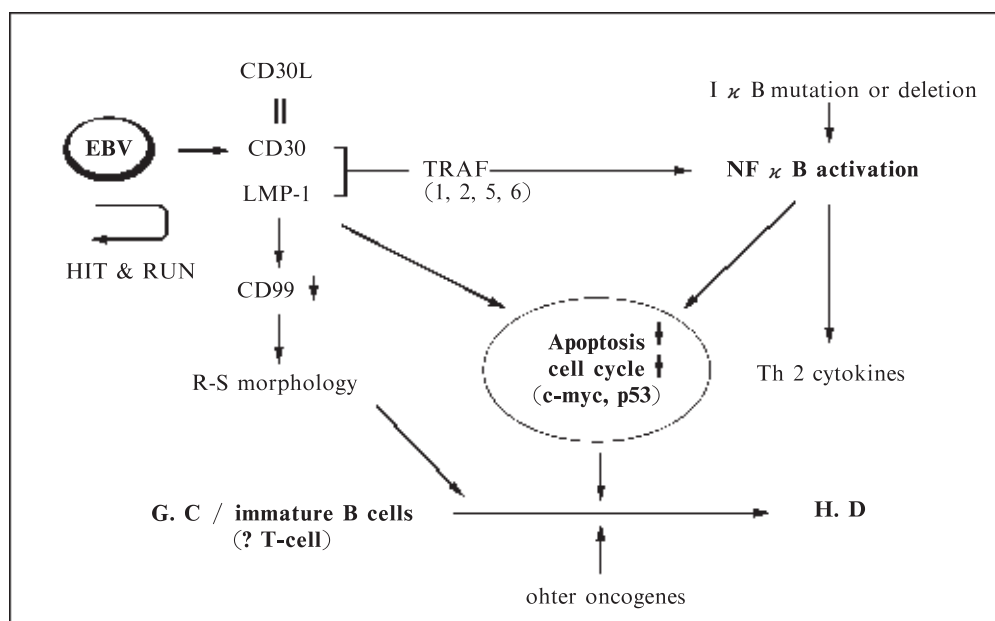 CD30L
I ϰ B mutation or deletion
EBV
CD30
LMP-1
TRAF
(1, 2, 5, 6)
NF ϰ B activation
HIT & RUN
CD99
Apoptosis
cell cycle
(c-myc, p53)
R-S morphology
Th 2 cytokines
G. C / immature B cells
(? T-cell)
H. D
ohter oncogenes